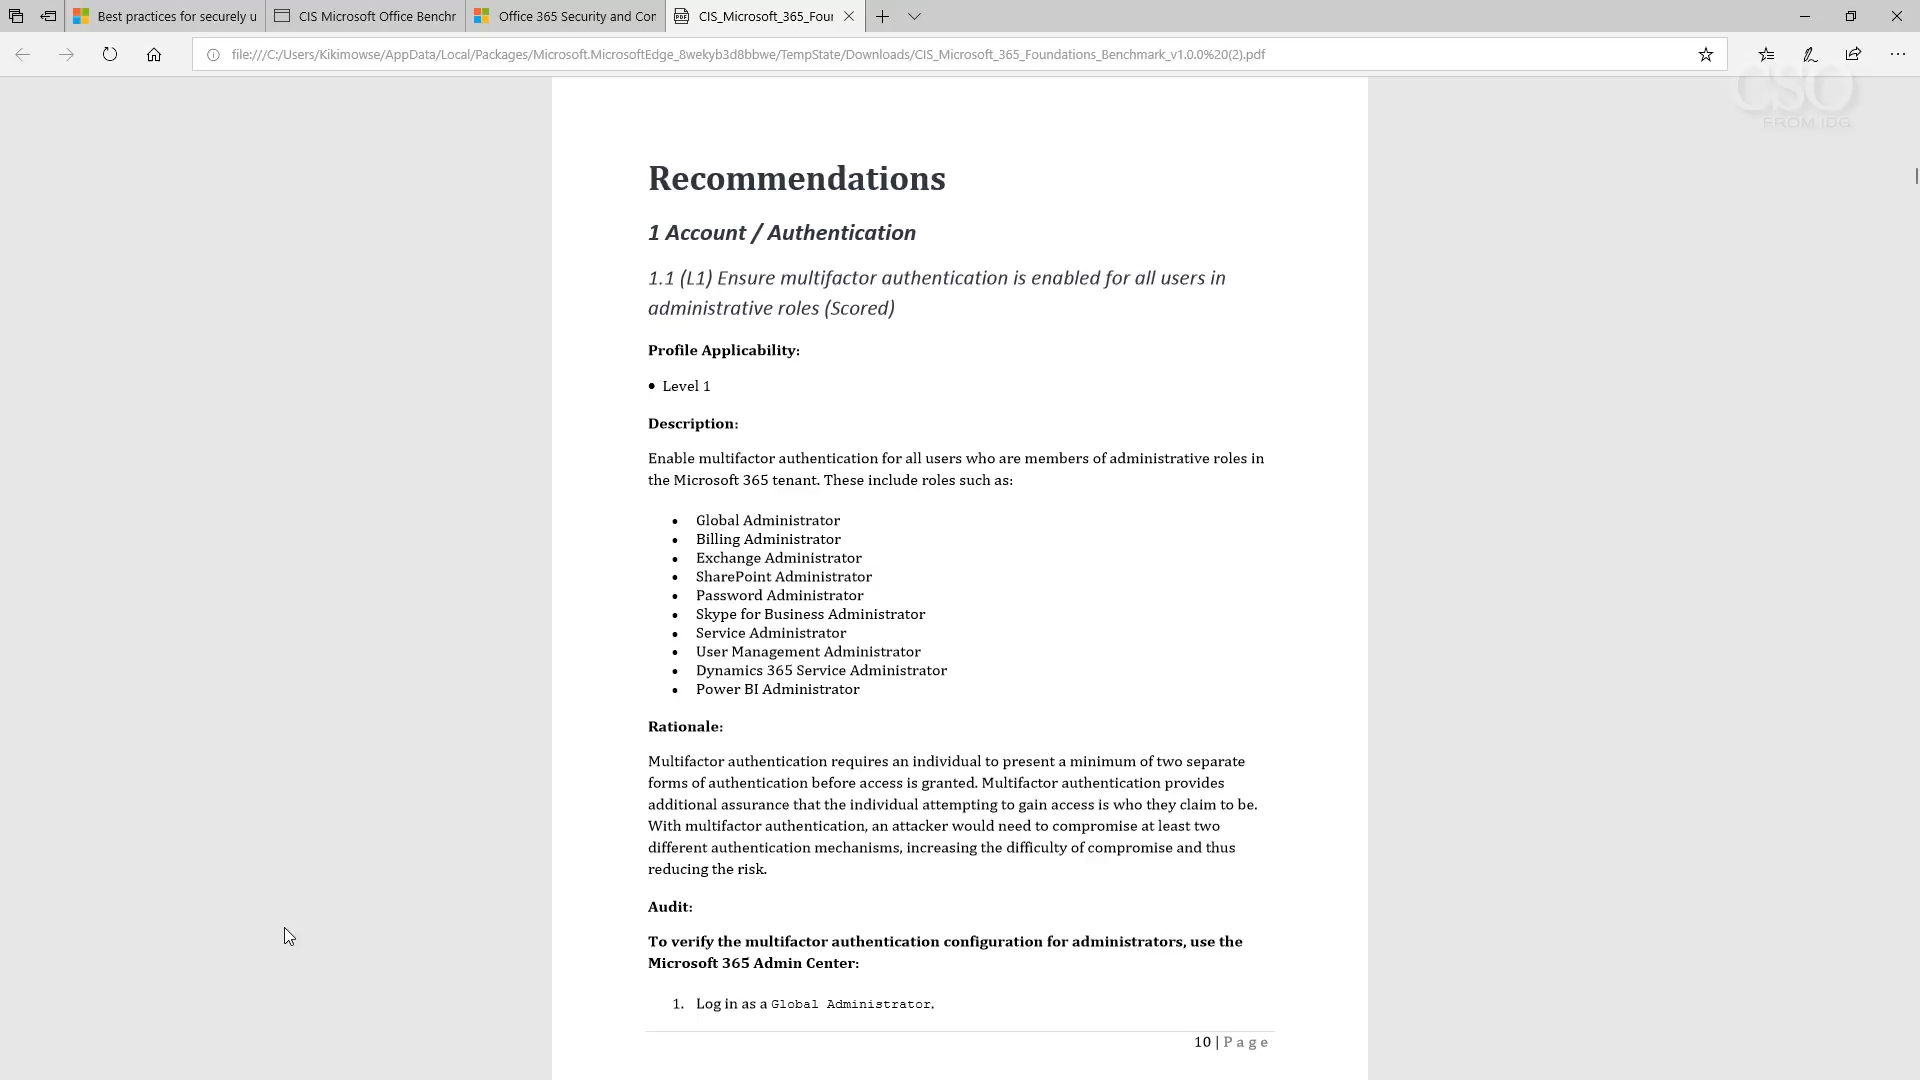 Best practices for securely u
CIS Microsoft Office Benchr
Office 365 Security and Cor
CIS_Microsoft_365_Four
file:///C:/Users/Kikimowse/AppData/Local/Packages/Microsoft.MicrosoftEdge_8wekyb3d8bbwe/TempState/Downloads/CIS_Microsoft_365_Foundations_Benchmark_v1.0.0%20(2).pdf
CSO
FROM IDG
Recommendations
1 Account / Authentication
1.1 (L1) Ensure multifactor authentication is enabled for all users in
administrative roles (Scored)
Profile Applicability:
• Level 1
Description:
Enable multifactor authentication for all users who are members of administrative roles in
the Microsoft 365 tenant. These include roles such as:
• Global Administrator
• Billing Administrator
• Exchange Administrator
• SharePoint Administrator
• Password Administrator
• Skype for Business Administrator
• Service Administrator
• User Management Administrator
• Dynamics 365 Service Administrator
• Power BI Administrator
Rationale:
Multifactor authentication requires an individual to present a minimum of two separate
forms of authentication before access is granted. Multifactor authentication provides
additional assurance that the individual attempting to gain access is who they claim to be.
With multifactor authentication, an attacker would need to compromise at least two
different authentication mechanisms, increasing the difficulty of compromise and thus
reducing the risk.
Audit:
To verify the multifactor authentication configuration for administrators, use the
Microsoft 365 Admin Center:
1. Log in as a Global Administrator.
10 | Page